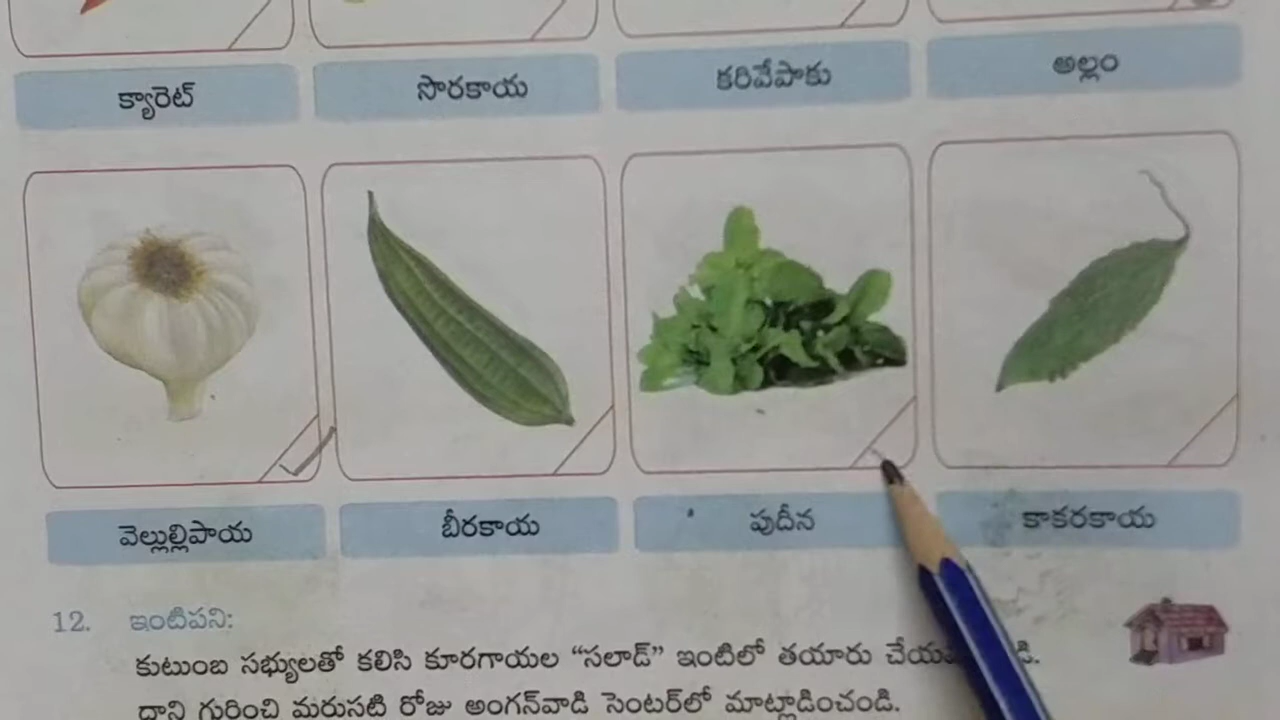 క్యారెట్
సొరకాయ
కరివేపాకు
అల్లం
వెల్లుల్లిపాయ
బీరకాయ
పుదీన
కాకరకాయ
12. ఇంటిపని:
కుటుంబ సభ్యులతో కలిసి కూరగాయల “సలాడ్” ఇంటిలో తయారు
దాని గురించి మరుసటి రోజు అంగన్‌వాడి సెంటర్‌లో మాట్లాడించండి.